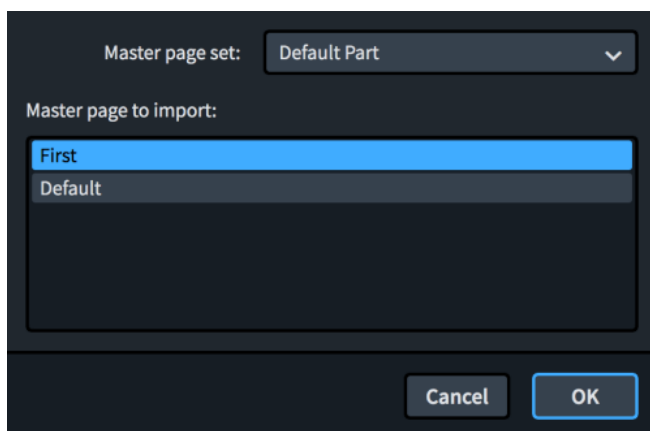 Master page set: Default Part
Master page to import:
First
Default
Cancel OK